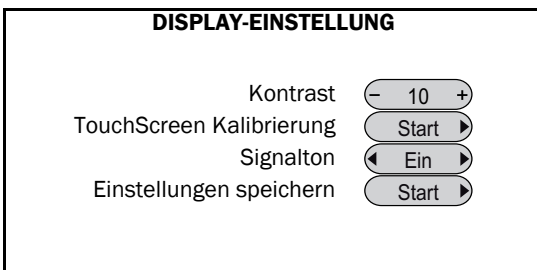 DISPLAY-EINSTELLUNG
Kontrast − 10 +
TouchScreen Kalibrierung Start
Signalton Ein
Einstellungen speichern Start